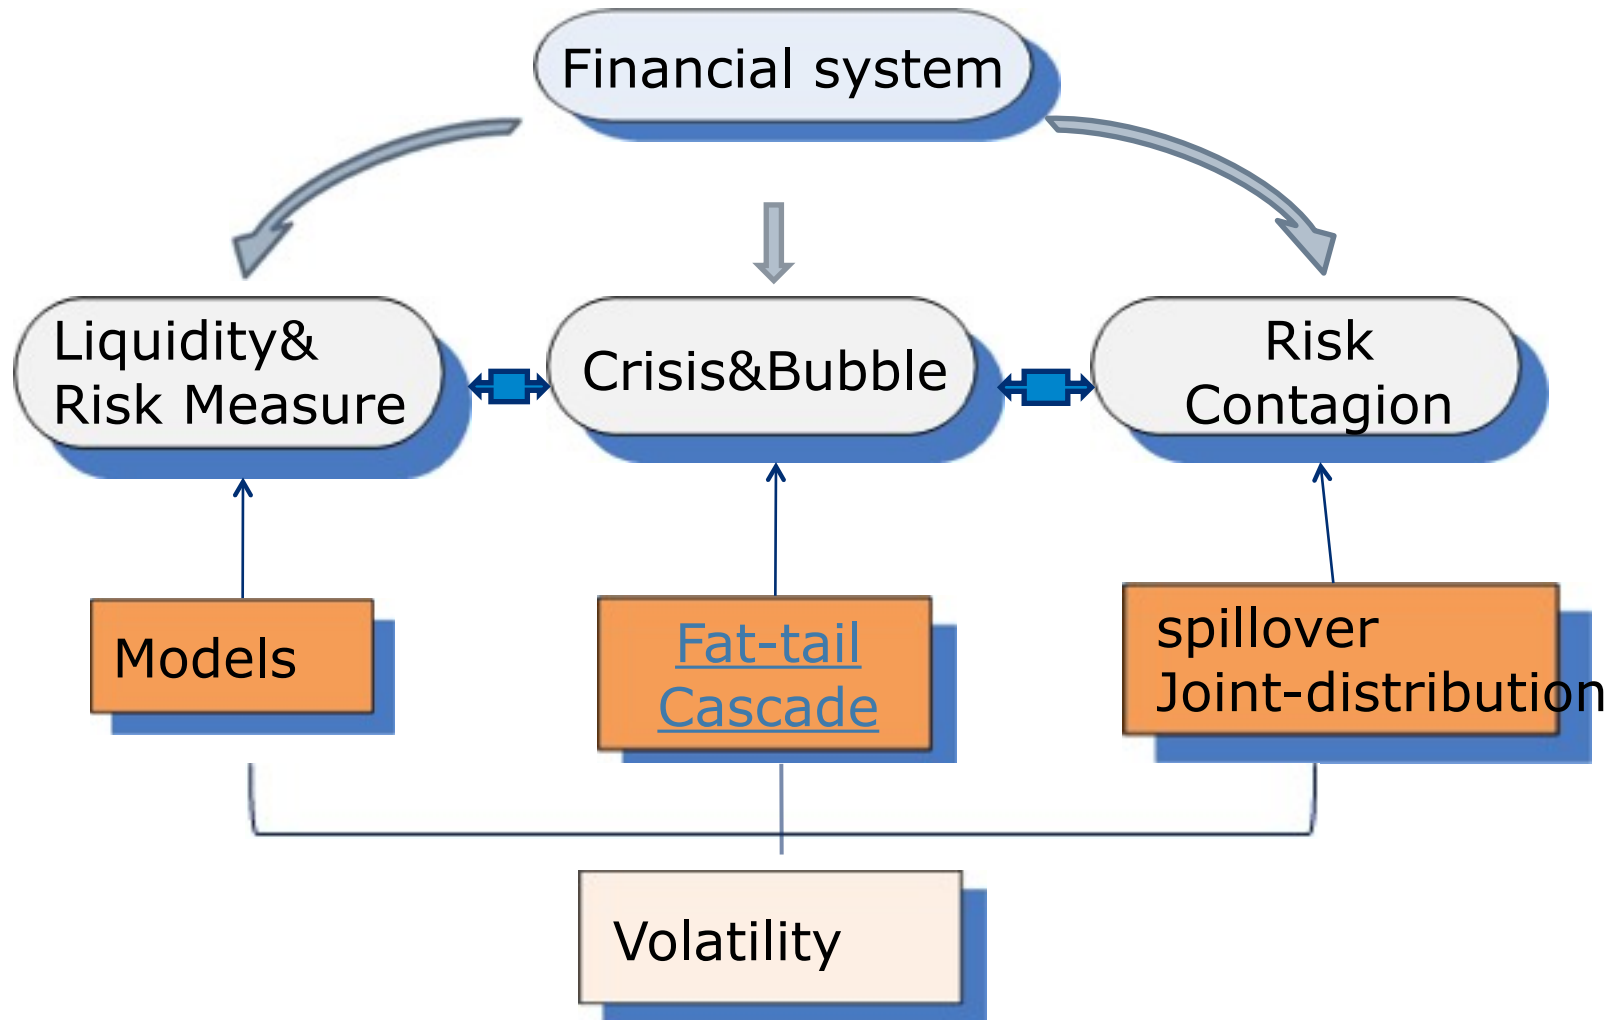 Financial system
Liquidity&
Risk Measure
Crisis&Bubble
Risk
Contagion
Models
Fat-tail
Cascade
spillover
Joint-distribution
Volatility